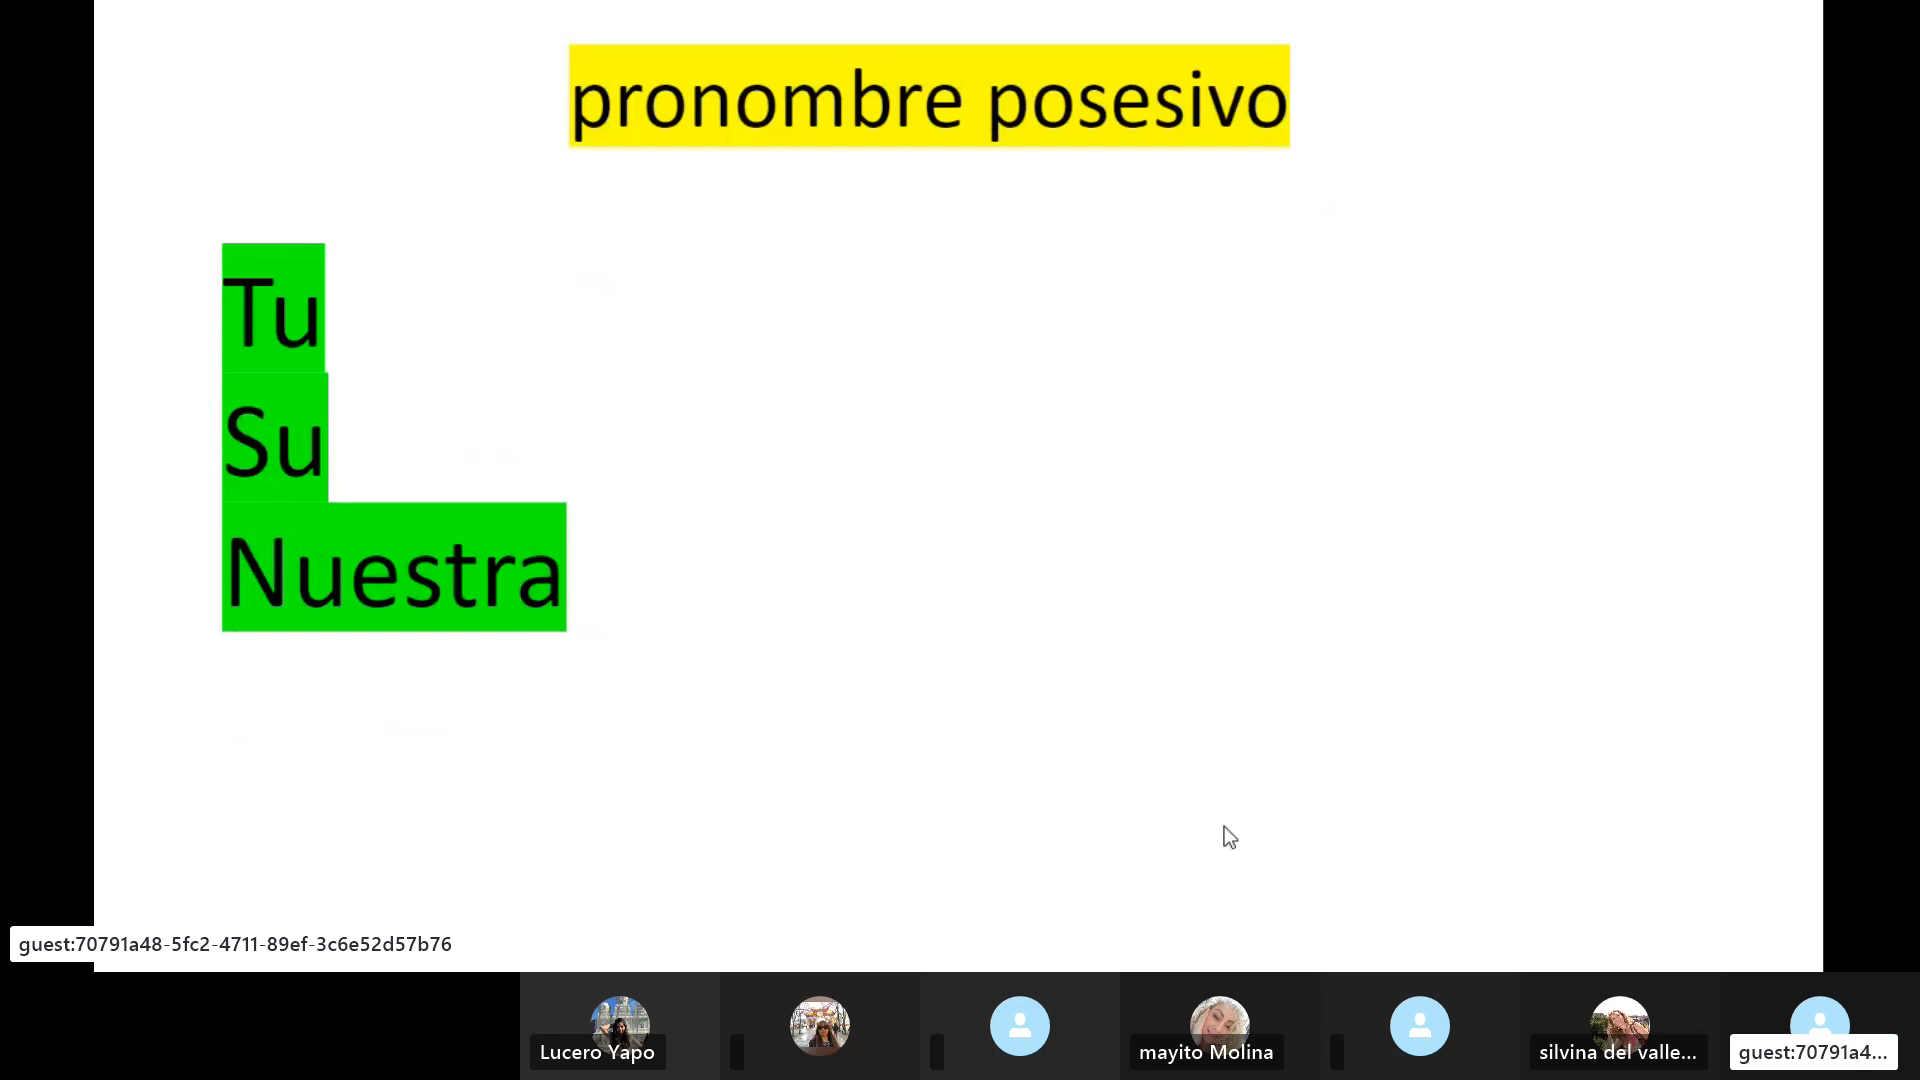 pronombre posesivo
Tu
Su
Nuestra
guest:70791a48-5fc2-4711-89ef-3c6e52d57b76
Lucero Yapo
mayito Molina
silvina del valle...
guest:70791a4...